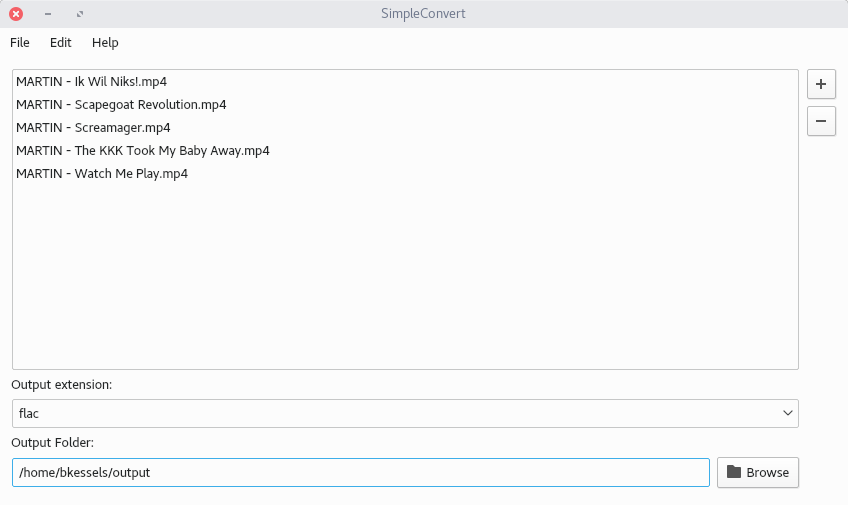 SimpleConvert
File Edit Help
MARTIN - Ik Wil Niks!.mp4
MARTIN - Scapegoat Revolution.mp4
MARTIN - Screamager.mp4
MARTIN - The KKK Took My Baby Away.mp4
MARTIN - Watch Me Play.mp4
Output extension:
flac
Output Folder:
/home/bkessels/output Browse